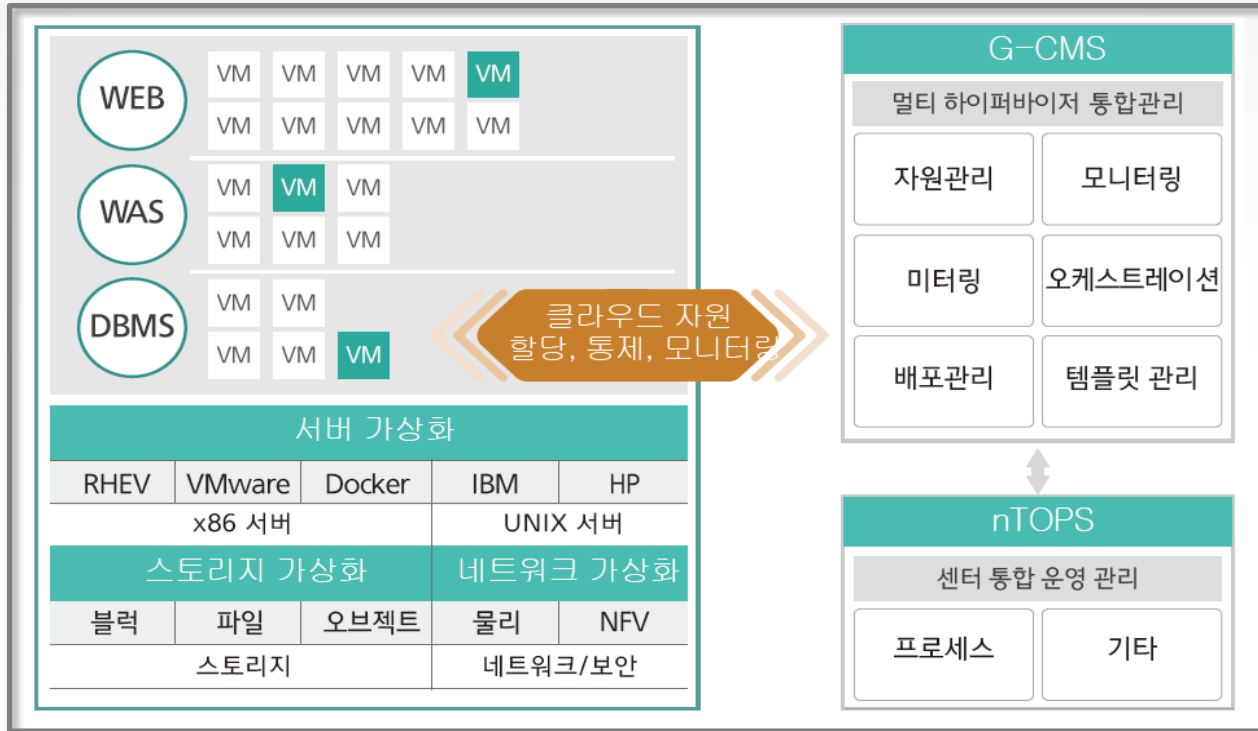 WEB
VM VM VM VM VM
VM VM VM VM VM
WAS
VM VM VM
VM VM VM
DBMS
VM VM
VM VM VM
클라우드 자원
할당, 통제, 모니터링
서버 가상화
RHEV VMware Docker IBM HP
x86 서버 UNIX 서버
스토리지 가상화 네트워크 가상화
블럭 파일 오브젝트 물리 NFV
스토리지 네트워크/보안
G-CMS
멀티 하이퍼바이저 통합관리
자원관리 모니터링
미터링 오케스트레이션
배포관리 템플릿 관리
nTOPS
센터 통합 운영 관리
프로세스 기타